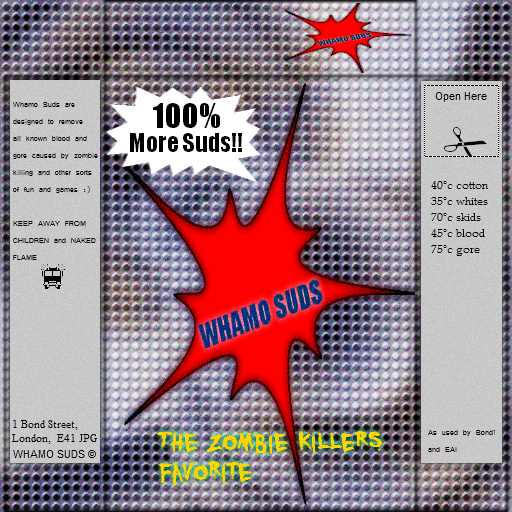 WHAMO SUDS
Whamo Suds are
designed to remove
all known blood and
gore caused by zombie
killing and other sorts
of fun and games :)
KEEP AWAY FROM
CHILDREN and NAKED
FLAME
1 Bond Street,
London, E41 JPG
WHAMO SUDS ©
100%
More Suds!!
WHAMO SUDS
THE ZOMBIE KILLERS
FAVORITE
Open Here
40°c cotton
35°c whites
70°c skids
45°c blood
75°c gore
As used by Bond!
and EA!